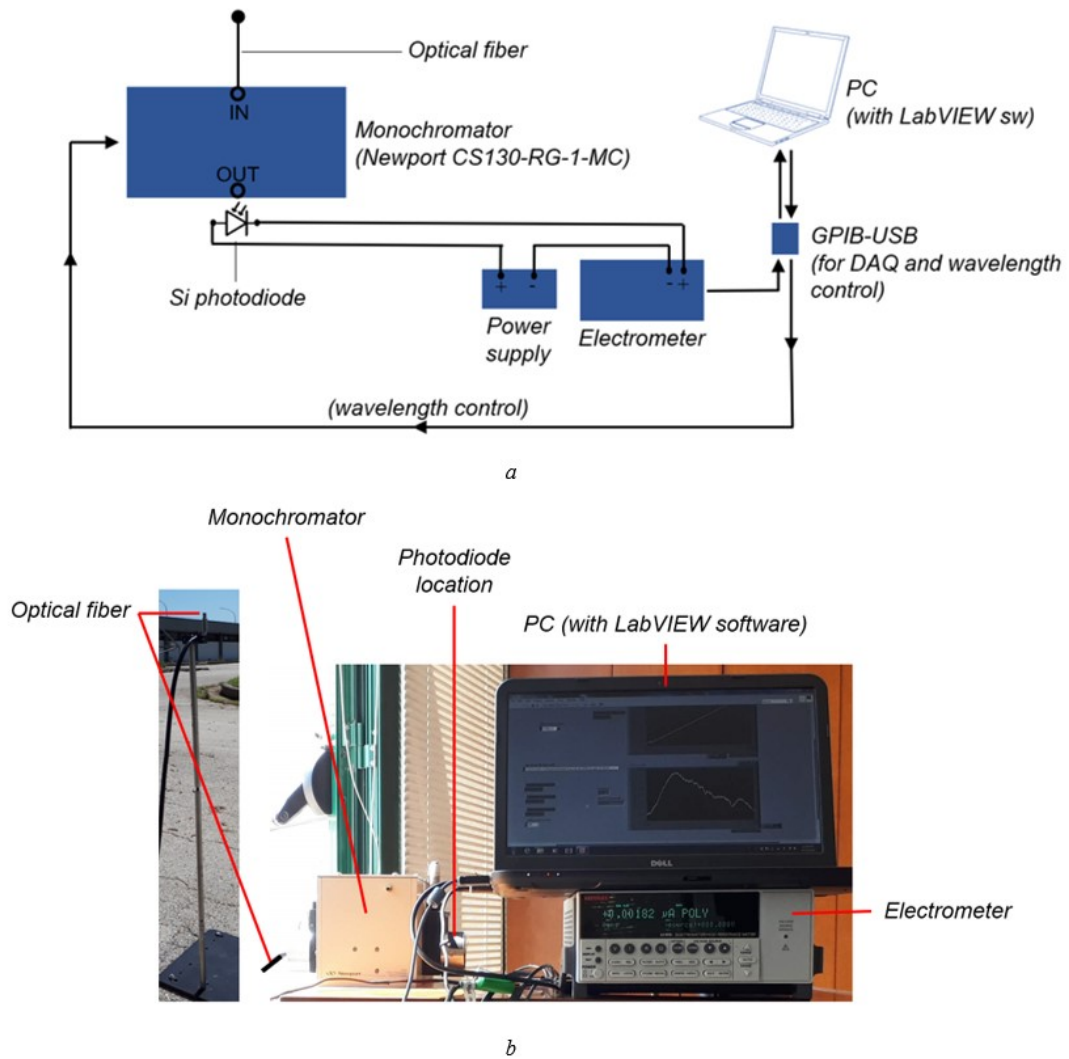 Optical fiber
IN
Monochromator
(Newport CS130-RG-1-MC)
OUT
Si photodiode
+ -
Power
supply
- +
Electrometer
PC
(with LabVIEW sw)
GPIB-USB
(for DAQ and wavelength
control)
(wavelength control)
a
Monochromator
Photodiode
location
Optical fiber
PC (with LabVIEW software)
DELL
+0.00182 µA POLY
Newport
Electrometer
b